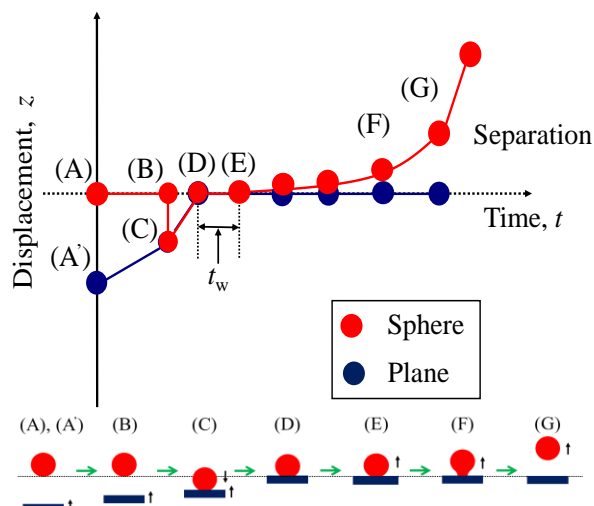 Displacement, z
(A)
(B)
(D)
(E)
(F)
(G)
Separation
(C)
(A')
Time, t
tw
Sphere
Plane
(A), (A')
(B)
(C)
(D)
(E)
(F)
(G)